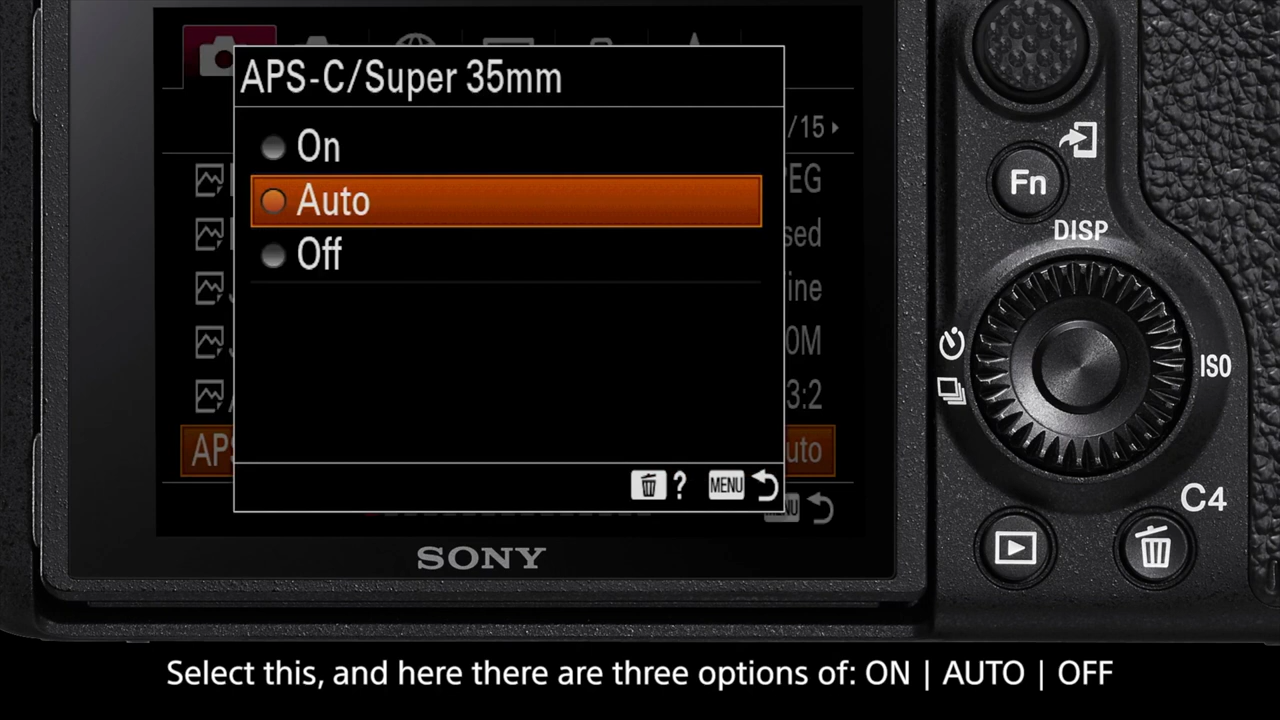 APS-C/Super 35mm
On
Auto
Off
/15
EG
sed
ine
0M
3:2
APS
uto
? MENU
SONY
Fn
DISP
ISO
C4
Select this, and here there are three options of: ON | AUTO | OFF